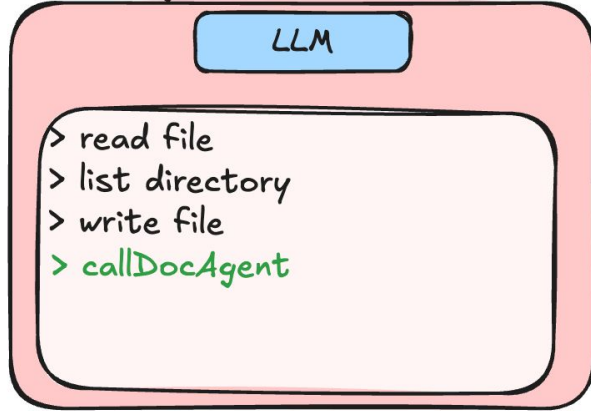 LLM
> read file
> list directory
> write file
> callDocAgent